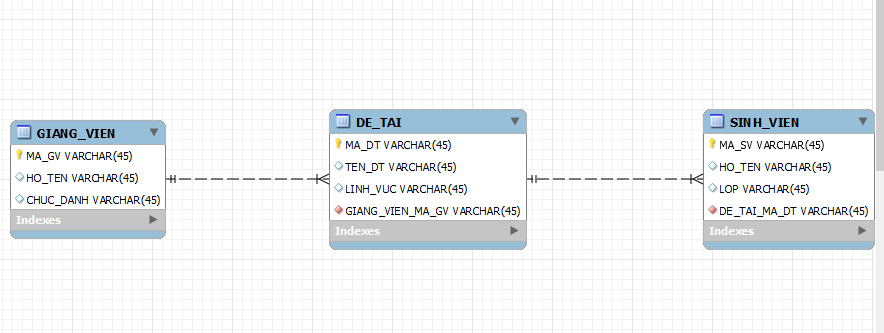 GIANG_VIEN
MA_GV VARCHAR(45)
HO_TEN VARCHAR(45)
CHUC_DANH VARCHAR(45)
Indexes
DE_TAI
MA_DT VARCHAR(45)
TEN_DT VARCHAR(45)
LINH_VUC VARCHAR(45)
GIANG_VIEN_MA_GV VARCHAR(45)
Indexes
SINH_VIEN
MA_SV VARCHAR(45)
HO_TEN VARCHAR(45)
LOP VARCHAR(45)
DE_TAI_MA_DT VARCHAR(45)
Indexes